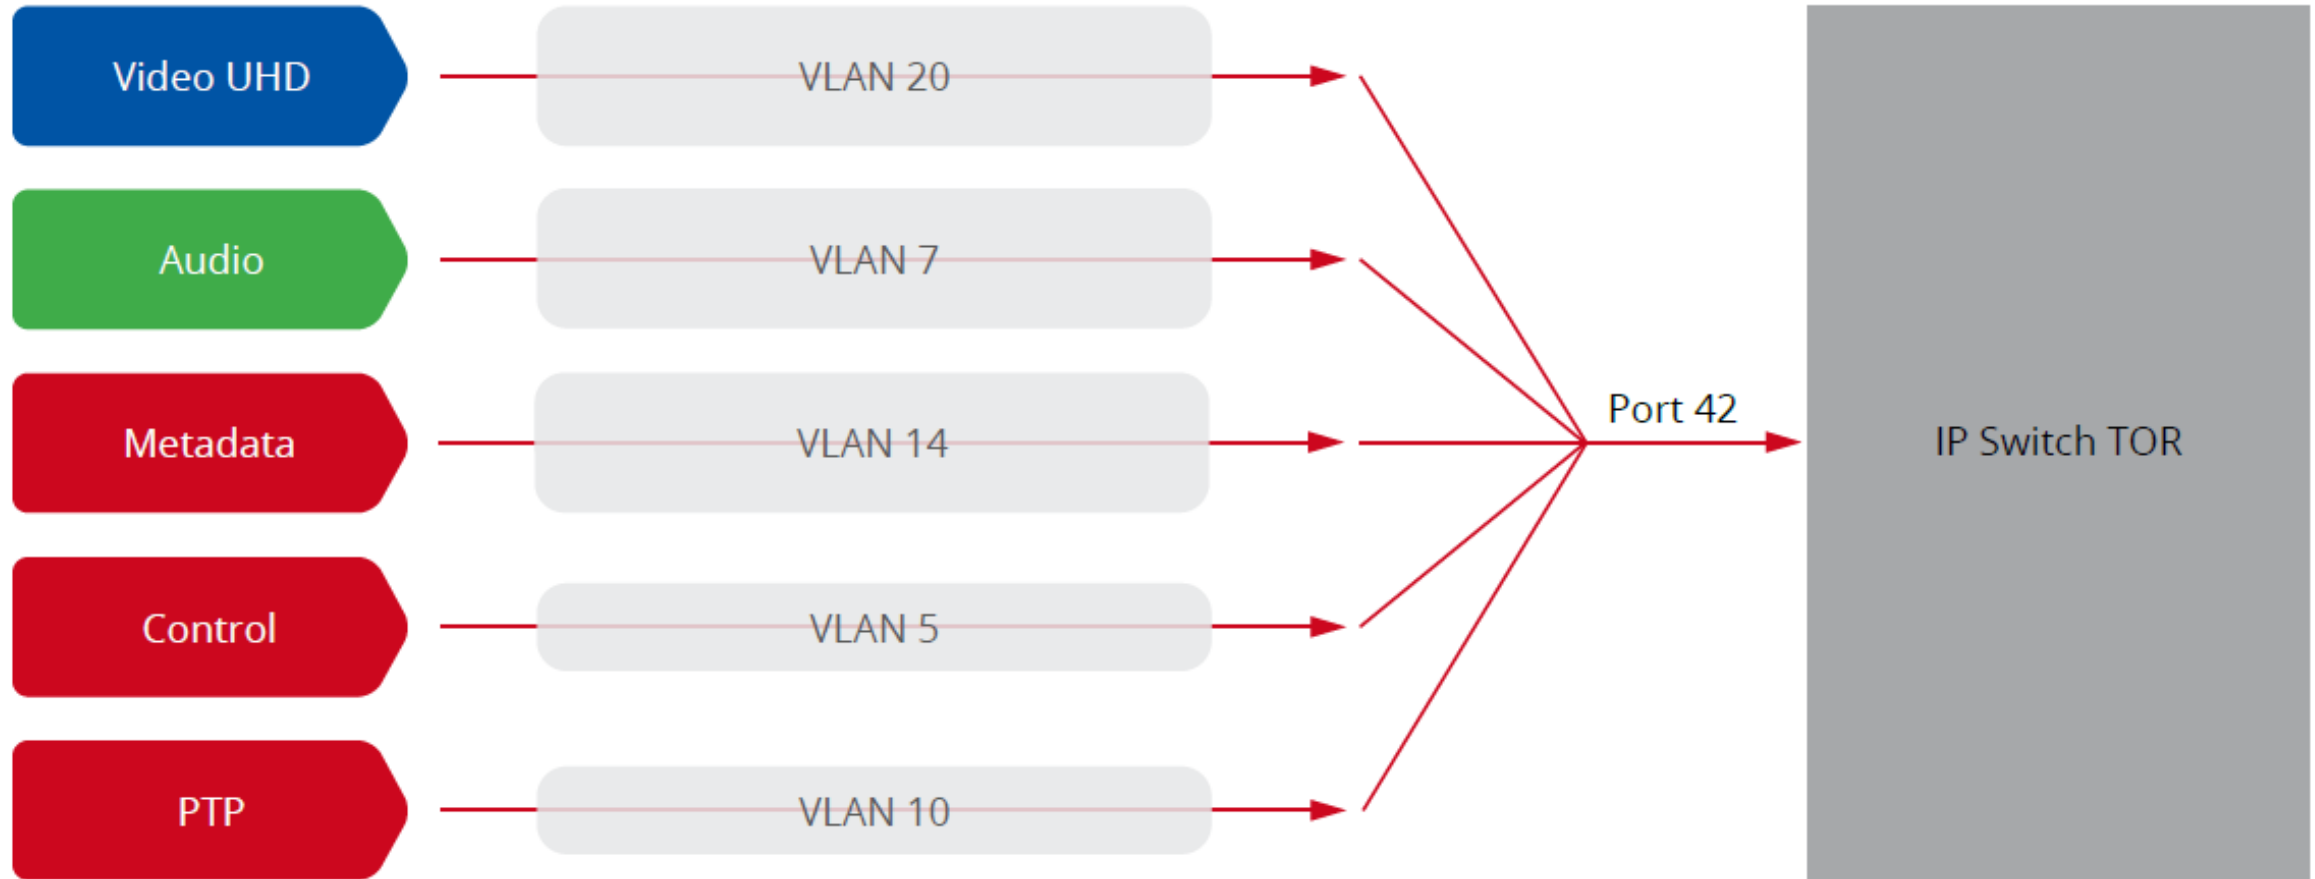 Video UHD
VLAN 20
Audio
VLAN 7
Metadata
VLAN 14
Port 42
IP Switch TOR
Control
VLAN 5
PTP
VLAN 10